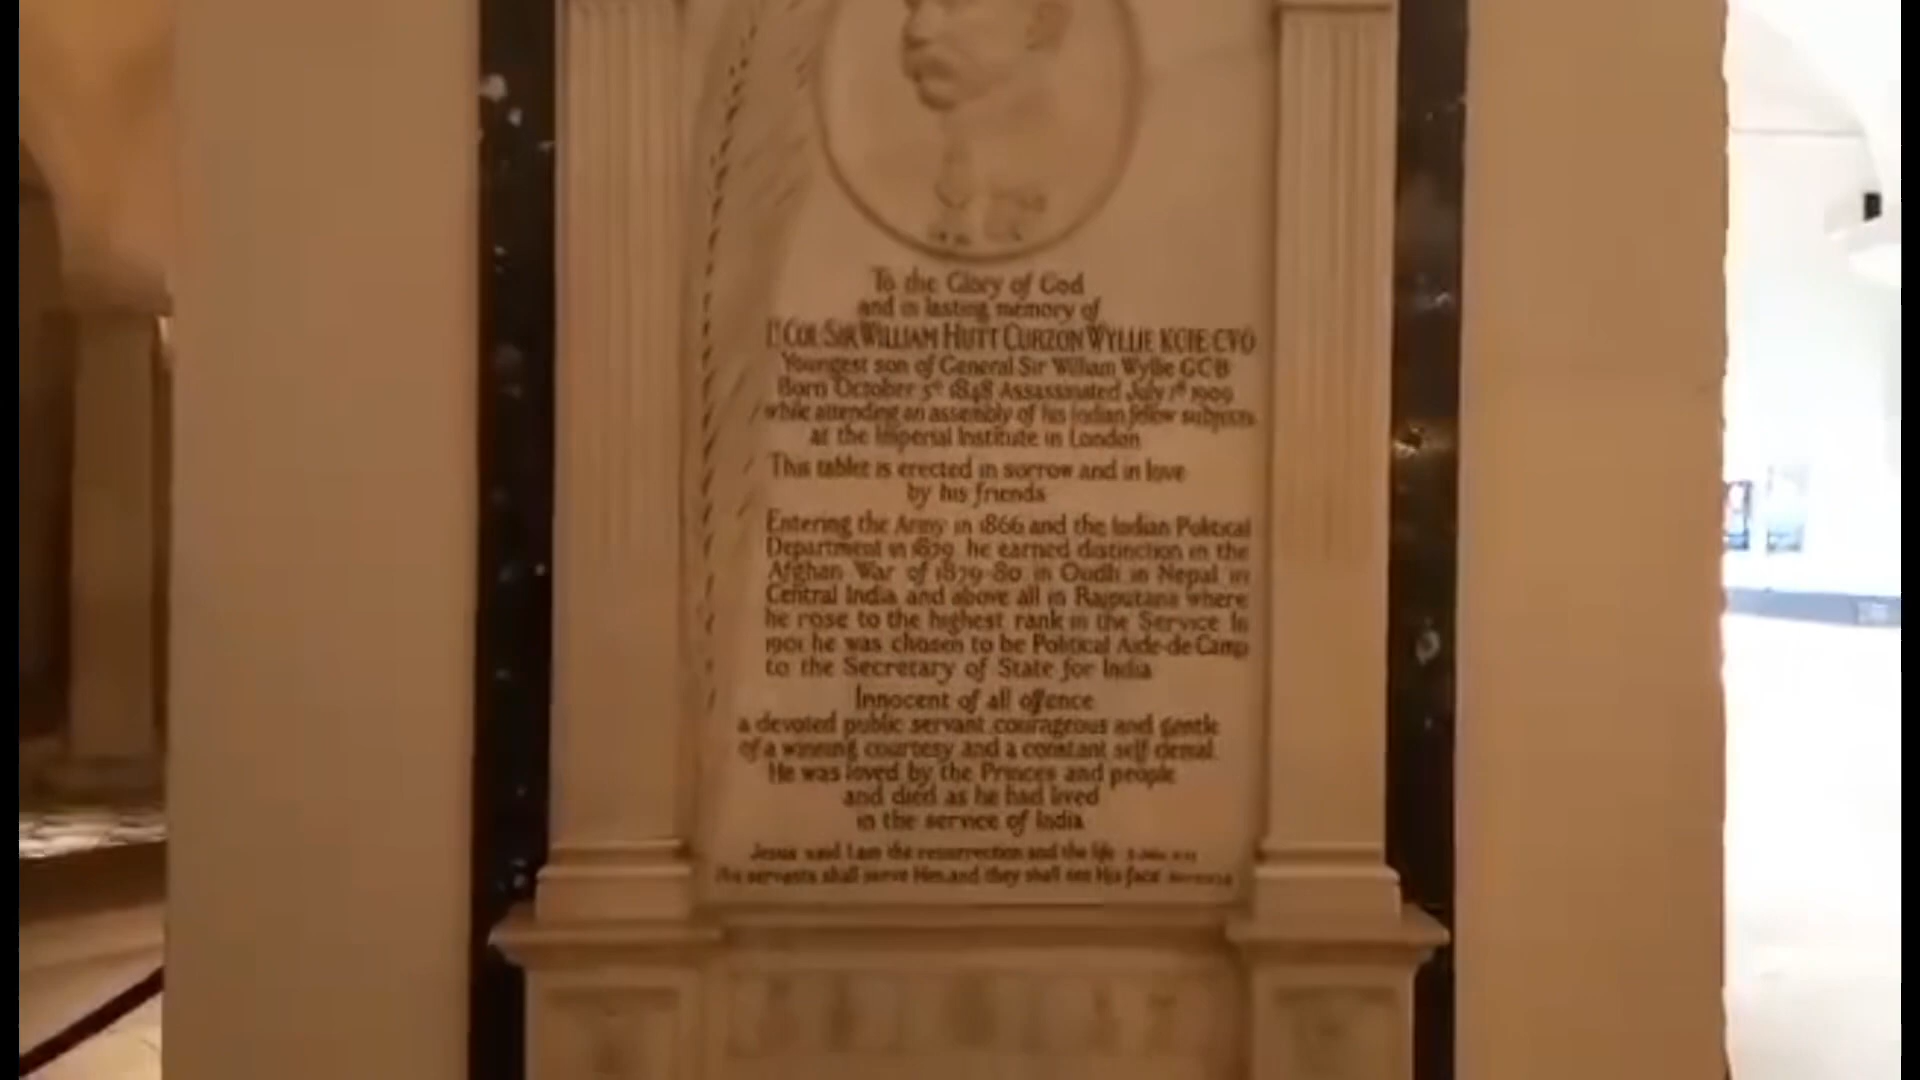 To the Glory of God
and in lasting memory of
Lt COL SIR WILLIAM HUTT CURZON WYLLIE KCIE CVO
Youngest son of General Sir William Wyllie GCB
Born October 5th 1848 Assassinated July 1st 1909
while attending an assembly of his Indian fellow subjects
at the Imperial Institute in London
This tablet is erected in sorrow and in love
by his friends
Entering the Army in 1866 and the Indian Political
Department in 1879 he earned distinction in the
Afghan War of 1879-80 in Oudh in Nepal in
Central India and above all in Rajputana where
he rose to the highest rank in the Service In
1901 he was chosen to be Political Aide-de-Camp
to the Secretary of State for India
Innocent of all offence
a devoted public servant courageous and gentle
of a winning courtesy and a constant self denial
He was loved by the Princes and people
and died as he had lived
in the service of India
Jesus said I am the resurrection and the life
His servants shall serve Him and they shall see His face